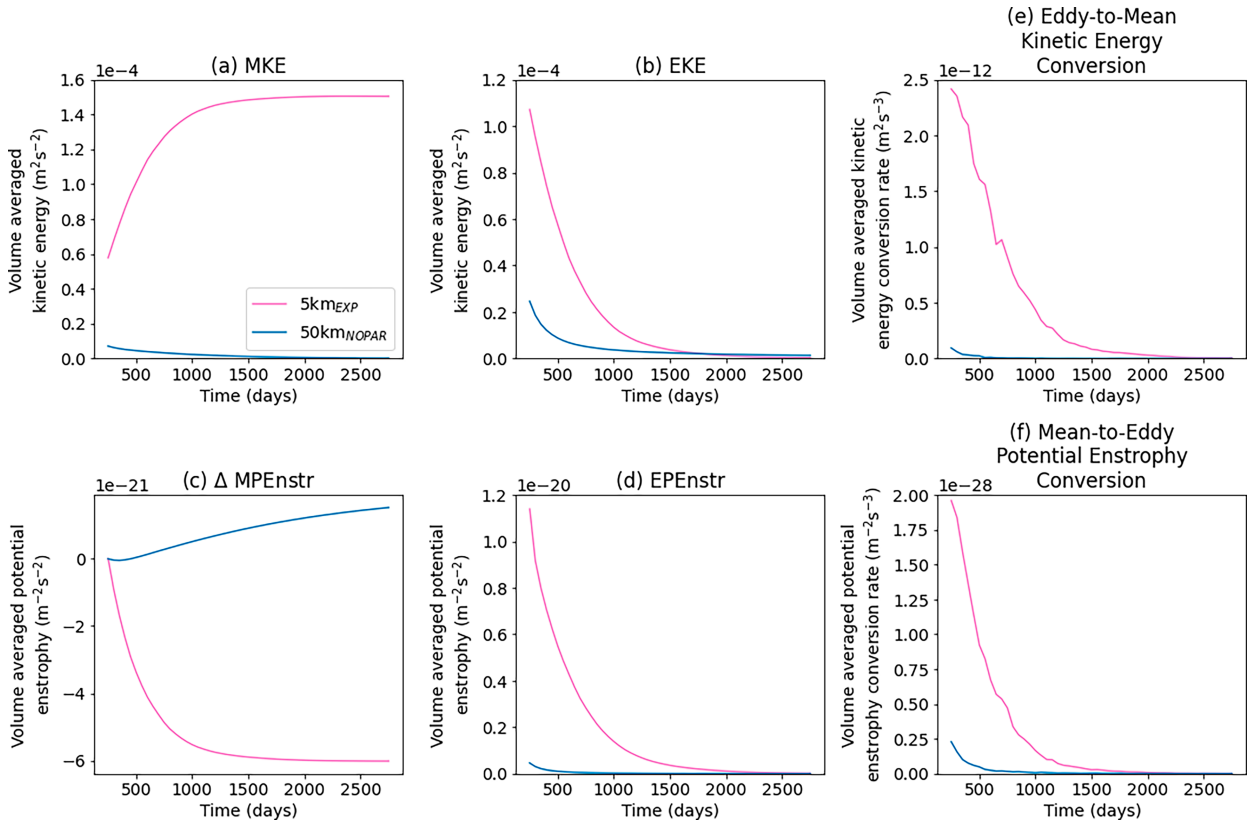 (a) MKE
1e−4
Volume averaged
kinetic energy (m²s⁻²)
1.6
1.4
1.2
1.0
0.8
0.6
0.4
0.2
0.0
5km_EXP
50km_NOPAR
500 1000 1500 2000 2500
Time (days)
(b) EKE
1e−4
Volume averaged
kinetic energy (m²s⁻²)
1.2
1.0
0.8
0.6
0.4
0.2
0.0
500 1000 1500 2000 2500
Time (days)
(e) Eddy-to-Mean
Kinetic Energy
Conversion
1e−12
Volume averaged kinetic
energy conversion rate (m²s⁻³)
2.5
2.0
1.5
1.0
0.5
0.0
500 1000 1500 2000 2500
Time (days)
(c) Δ MPEnstr
1e−21
Volume averaged potential
enstrophy (m⁻²s⁻²)
0
−2
−4
−6
500 1000 1500 2000 2500
Time (days)
(d) EPEnstr
1e−20
Volume averaged potential
enstrophy (m⁻²s⁻²)
1.2
1.0
0.8
0.6
0.4
0.2
0.0
500 1000 1500 2000 2500
Time (days)
(f) Mean-to-Eddy
Potential Enstrophy
Conversion
1e−28
Volume averaged potential
enstrophy conversion rate (m⁻²s⁻³)
2.00
1.75
1.50
1.25
1.00
0.75
0.50
0.25
0.00
500 1000 1500 2000 2500
Time (days)